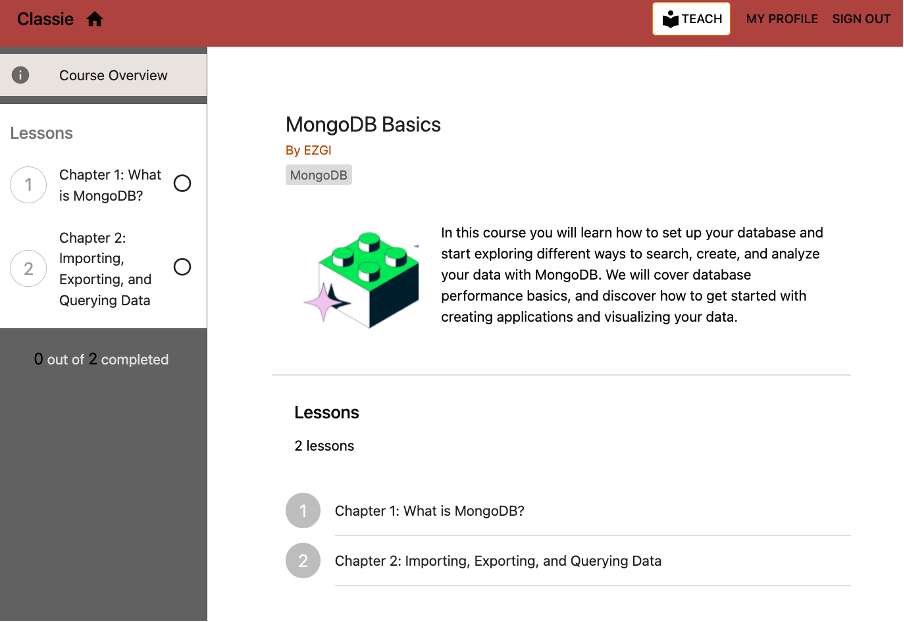 Classie
TEACH
MY PROFILE
SIGN OUT
Course Overview
Lessons
1
Chapter 1: What
is MongoDB?
2
Chapter 2:
Importing,
Exporting, and
Querying Data
0 out of 2 completed
MongoDB Basics
By EZGI
MongoDB
In this course you will learn how to set up your database and
start exploring different ways to search, create, and analyze
your data with MongoDB. We will cover database
performance basics, and discover how to get started with
creating applications and visualizing your data.
Lessons
2 lessons
1
Chapter 1: What is MongoDB?
2
Chapter 2: Importing, Exporting, and Querying Data